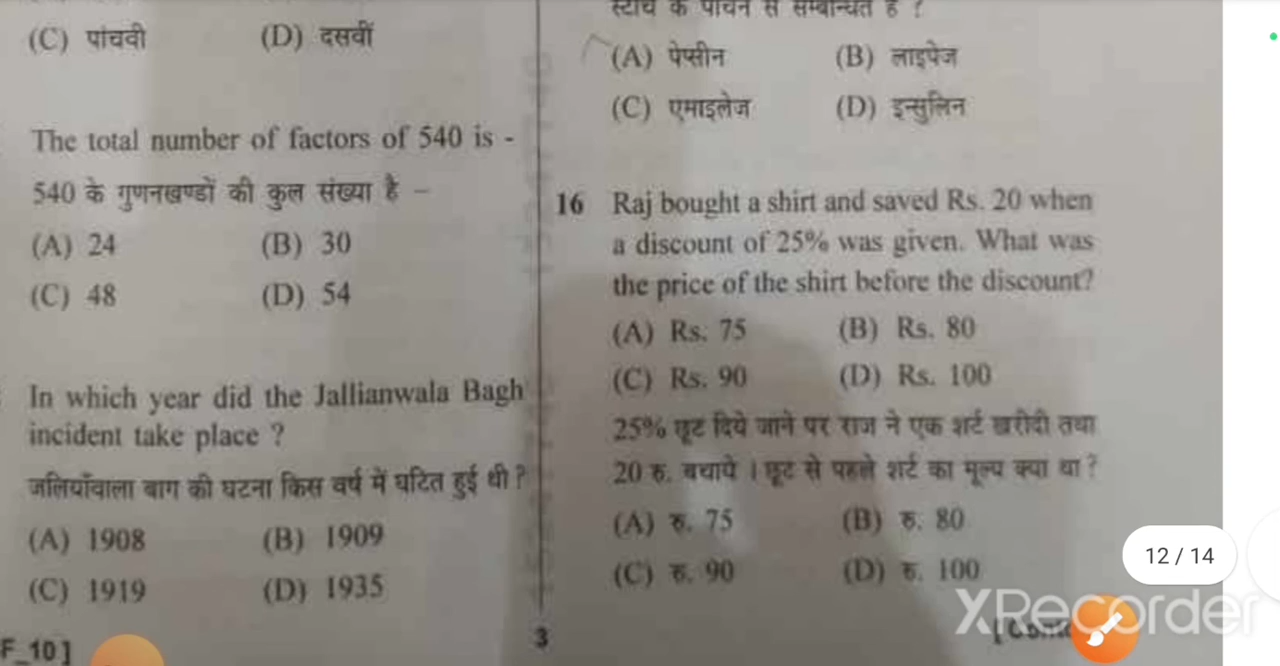 (C) पांचवी (D) दसवीं
The total number of factors of 540 is -
540 के गुणनखण्डों की कुल संख्या है –
(A) 24 (B) 30
(C) 48 (D) 54
In which year did the Jallianwala Bagh
incident take place ?
जलियाँवाला बाग की घटना किस वर्ष में घटित हुई थी ?
(A) 1908 (B) 1909
(C) 1919 (D) 1935
F_10]
3
स्टार्च के पाचन से सम्बन्धित है ?
(A) पेप्सीन (B) लाइपेज
(C) एमाइलेज (D) इन्सुलिन
16 Raj bought a shirt and saved Rs. 20 when
a discount of 25% was given. What was
the price of the shirt before the discount?
(A) Rs. 75 (B) Rs. 80
(C) Rs. 90 (D) Rs. 100
25% छूट दिये जाने पर राज ने एक शर्ट खरीदी तथा
20 रु. बचाये । छूट से पहले शर्ट का मूल्य क्या था ?
(A) रु. 75 (B) रु. 80
(C) रु. 90 (D) रु. 100
12 / 14
XRecorder